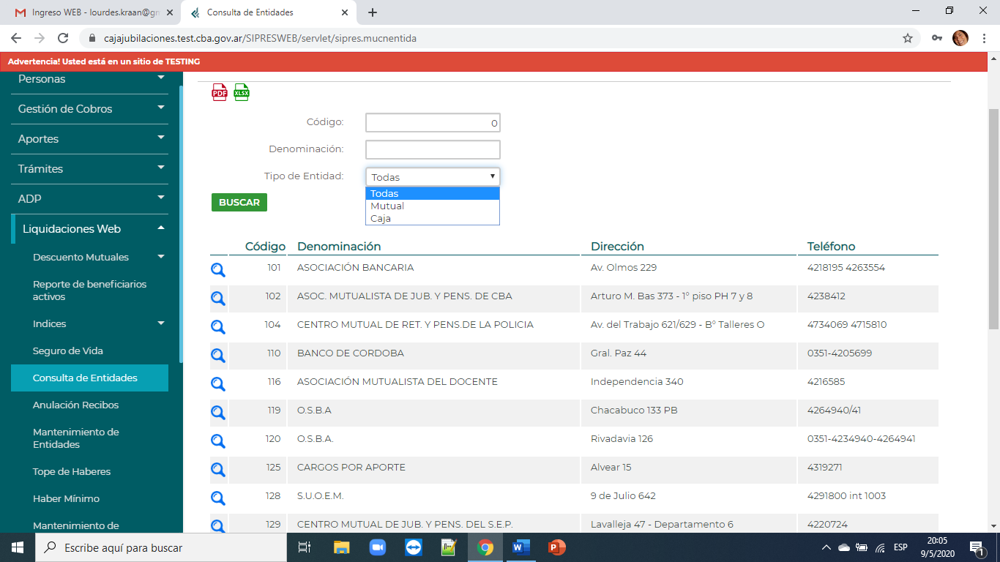 Ingreso WEB - lourdes.kraan@gm
Consulta de Entidades
cajajubilaciones.test.cba.gov.ar/SIPRESWEB/servlet/sipres.mucnentida
Advertencia! Usted está en un sitio de TESTING
Personas
Gestión de Cobros
Aportes
Trámites
ADP
Liquidaciones Web
Descuento Mutuales
Reporte de beneficiarios
activos
Indices
Seguro de Vida
Consulta de Entidades
Anulación Recibos
Mantenimiento de
Entidades
Tope de Haberes
Haber Mínimo
Mantenimiento de
PDF XLSX
Código: 0
Denominación:
Tipo de Entidad: Todas
Todas
Mutual
Caja
BUSCAR
Código Denominación Dirección Teléfono
101 ASOCIACIÓN BANCARIA Av. Olmos 229 4218195 4263554
102 ASOC. MUTUALISTA DE JUB. Y PENS. DE CBA Arturo M. Bas 373 - 1° piso PH 7 y 8 4238412
104 CENTRO MUTUAL DE RET. Y PENS.DE LA POLICIA Av. del Trabajo 621/629 - B° Talleres O 4734069 4715810
110 BANCO DE CORDOBA Gral. Paz 44 0351-4205699
116 ASOCIACIÓN MUTUALISTA DEL DOCENTE Independencia 340 4216585
119 O.S.B.A Chacabuco 133 PB 4264940/41
120 O.S.B.A. Rivadavia 126 0351-4234940-4264941
125 CARGOS POR APORTE Alvear 15 4319271
128 S.U.O.E.M. 9 de Julio 642 4291800 int 1003
129 CENTRO MUTUAL DE JUB. Y PENS. DEL S.E.P. Lavalleja 47 - Departamento 6 4220724
Escribe aquí para buscar
ESP
20:05
9/5/2020
1